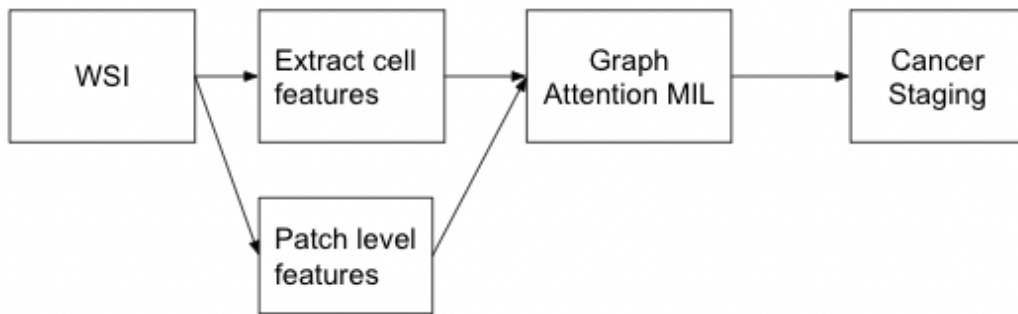 WSI
Extract cell
features
Graph
Attention MIL
Cancer
Staging
Patch level
features